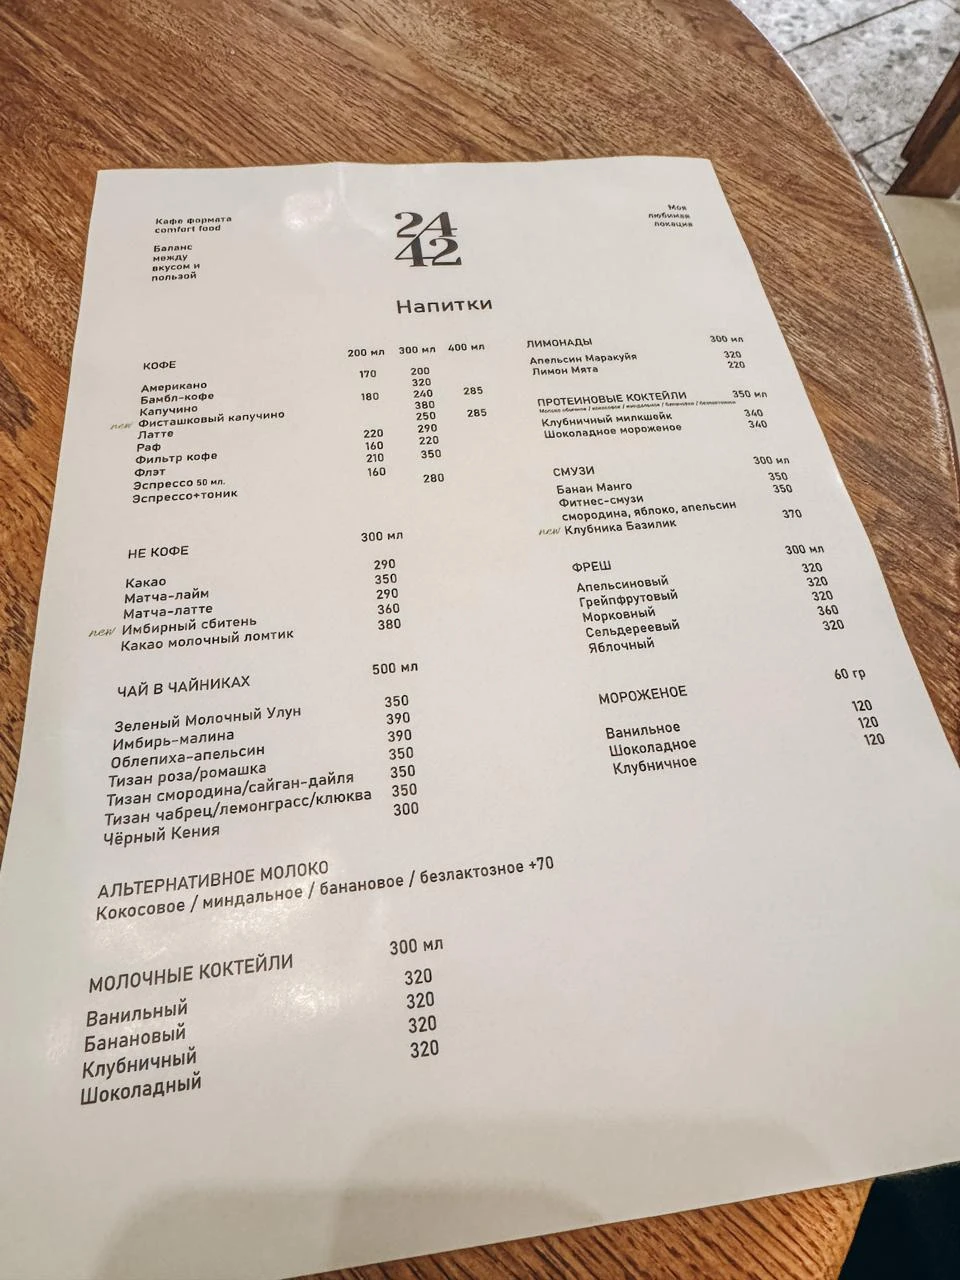 Кафе формата
comfort food
Баланс
между
вкусом и
пользой
24
42
Моя
любимая
локация
Напитки
КОФЕ 200 мл 300 мл 400 мл
Американо 170 200
Бамбл-кофе 320
Капучино 180 240 285
new Фисташковый капучино 380
Латте 250 285
Раф 290
Фильтр кофе 220 220
Флэт 160 350
Эспрессо 50 мл. 210
Эспрессо+тоник 160 280
НЕ КОФЕ 300 мл
Какао 290
Матча-лайм 350
Матча-латте 290
new Имбирный сбитень 360
Какао молочный ломтик 380
ЧАЙ В ЧАЙНИКАХ 500 мл
Зеленый Молочный Улун 350
Имбирь-малина 390
Облепиха-апельсин 390
Тизан роза/ромашка 350
Тизан смородина/сайган-дайля 350
Тизан чабрец/лемонграсс/клюква 350
Чёрный Кения 300
АЛЬТЕРНАТИВНОЕ МОЛОКО
Кокосовое / миндальное / банановое / безлактозное +70
МОЛОЧНЫЕ КОКТЕЙЛИ 300 мл
Ванильный 320
Банановый 320
Клубничный 320
Шоколадный 320
ЛИМОНАДЫ 300 мл
Апельсин Маракуйя 320
Лимон Мята 220
ПРОТЕИНОВЫЕ КОКТЕЙЛИ 350 мл
Молоко обычное / кокосовое / миндальное / банановое / безлактозное
Клубничный милкшейк 340
Шоколадное мороженое 340
СМУЗИ 300 мл
Банан Манго 350
Фитнес-смузи 350
смородина, яблоко, апельсин
new Клубника Базилик 370
ФРЕШ 300 мл
Апельсиновый 320
Грейпфрутовый 320
Морковный 320
Сельдереевый 360
Яблочный 320
МОРОЖЕНОЕ 60 гр
Ванильное 120
Шоколадное 120
Клубничное 120